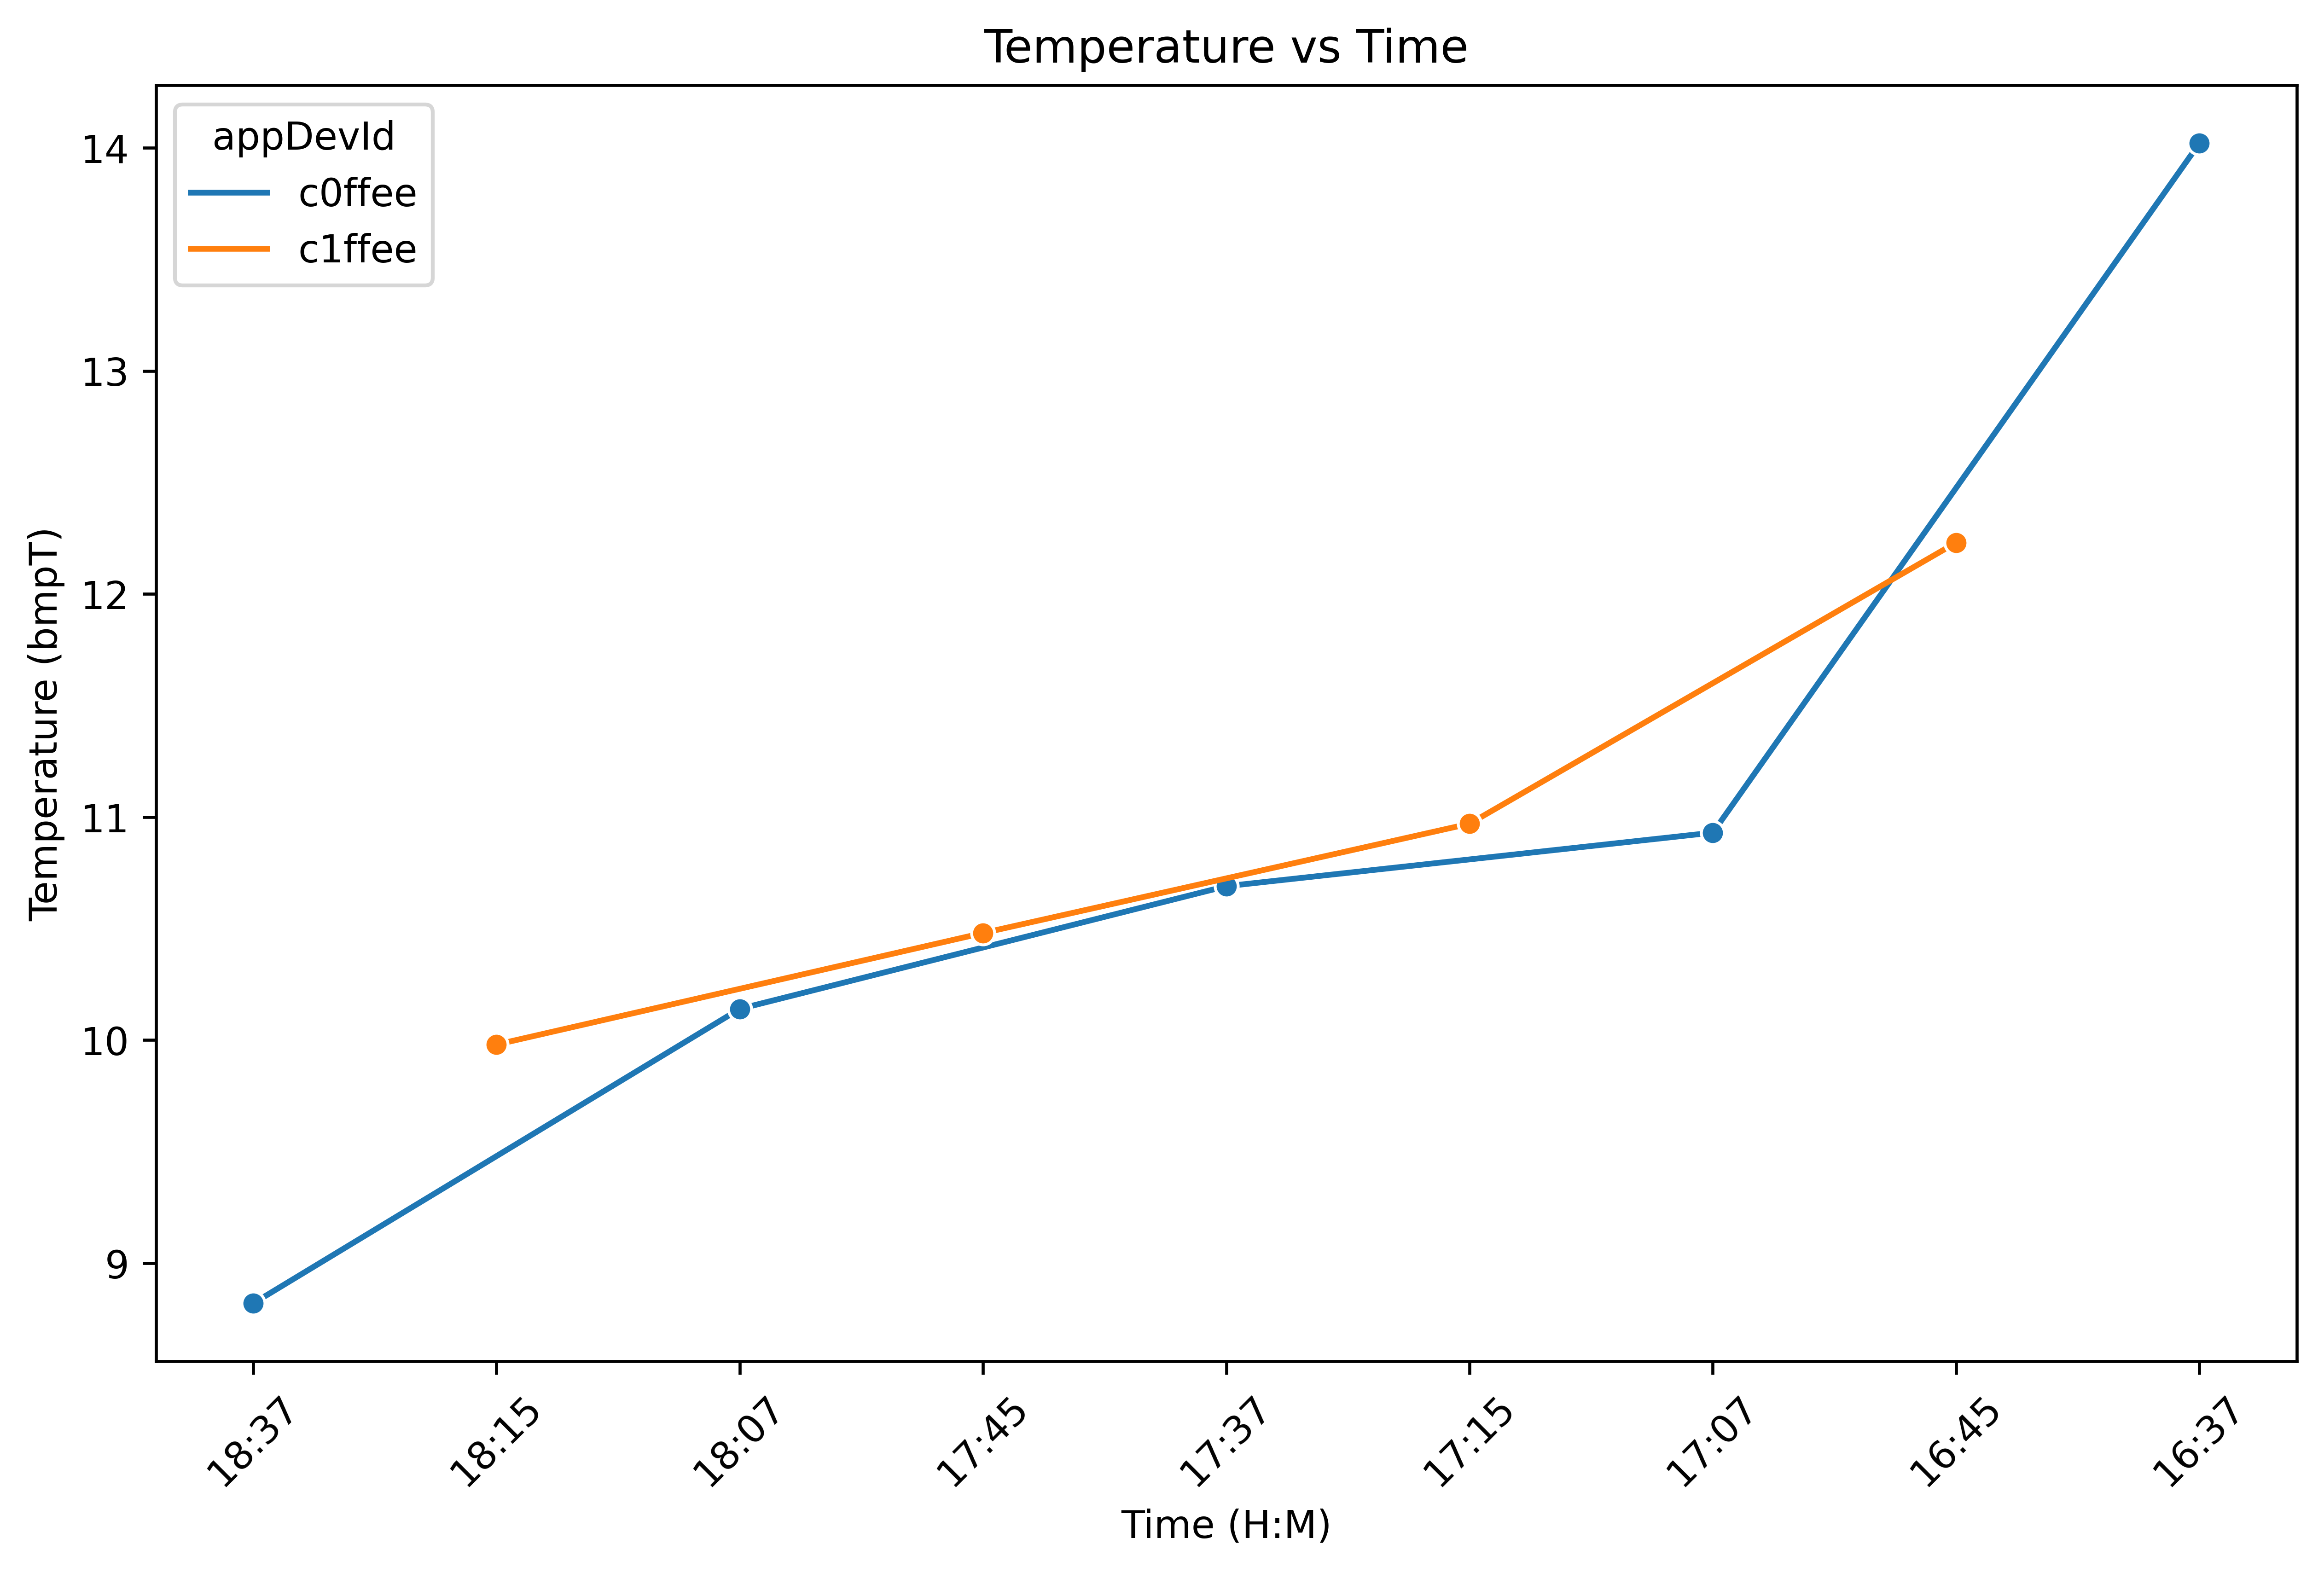 Temperature vs Time
appDevId
c0ffee
c1ffee
Temperature (bmpT)
14
13
12
11
10
9
18:37
18:15
18:07
17:45
17:37
17:15
17:07
16:45
16:37
Time (H:M)